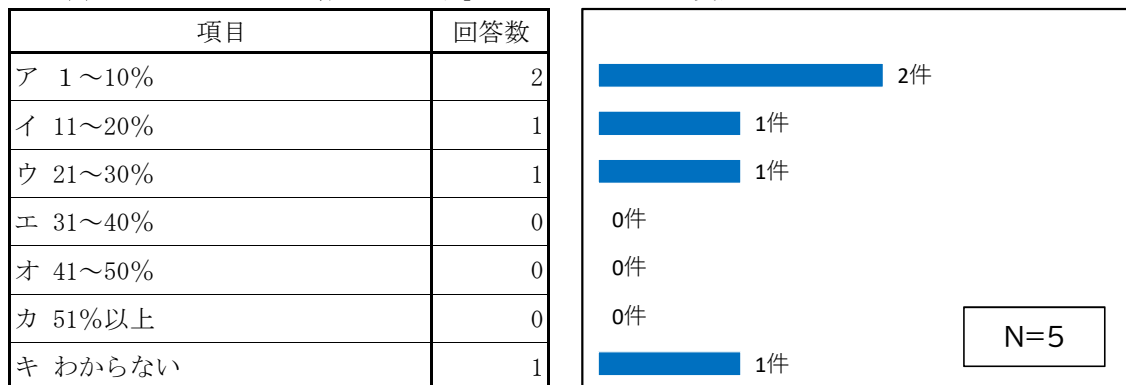 項目 回答数
ア 1～10% 2
イ 11～20% 1
ウ 21～30% 1
エ 31～40% 0
オ 41～50% 0
カ 51%以上 0
キ わからない 1
2件
1件
1件
0件
0件
0件
1件
N=5